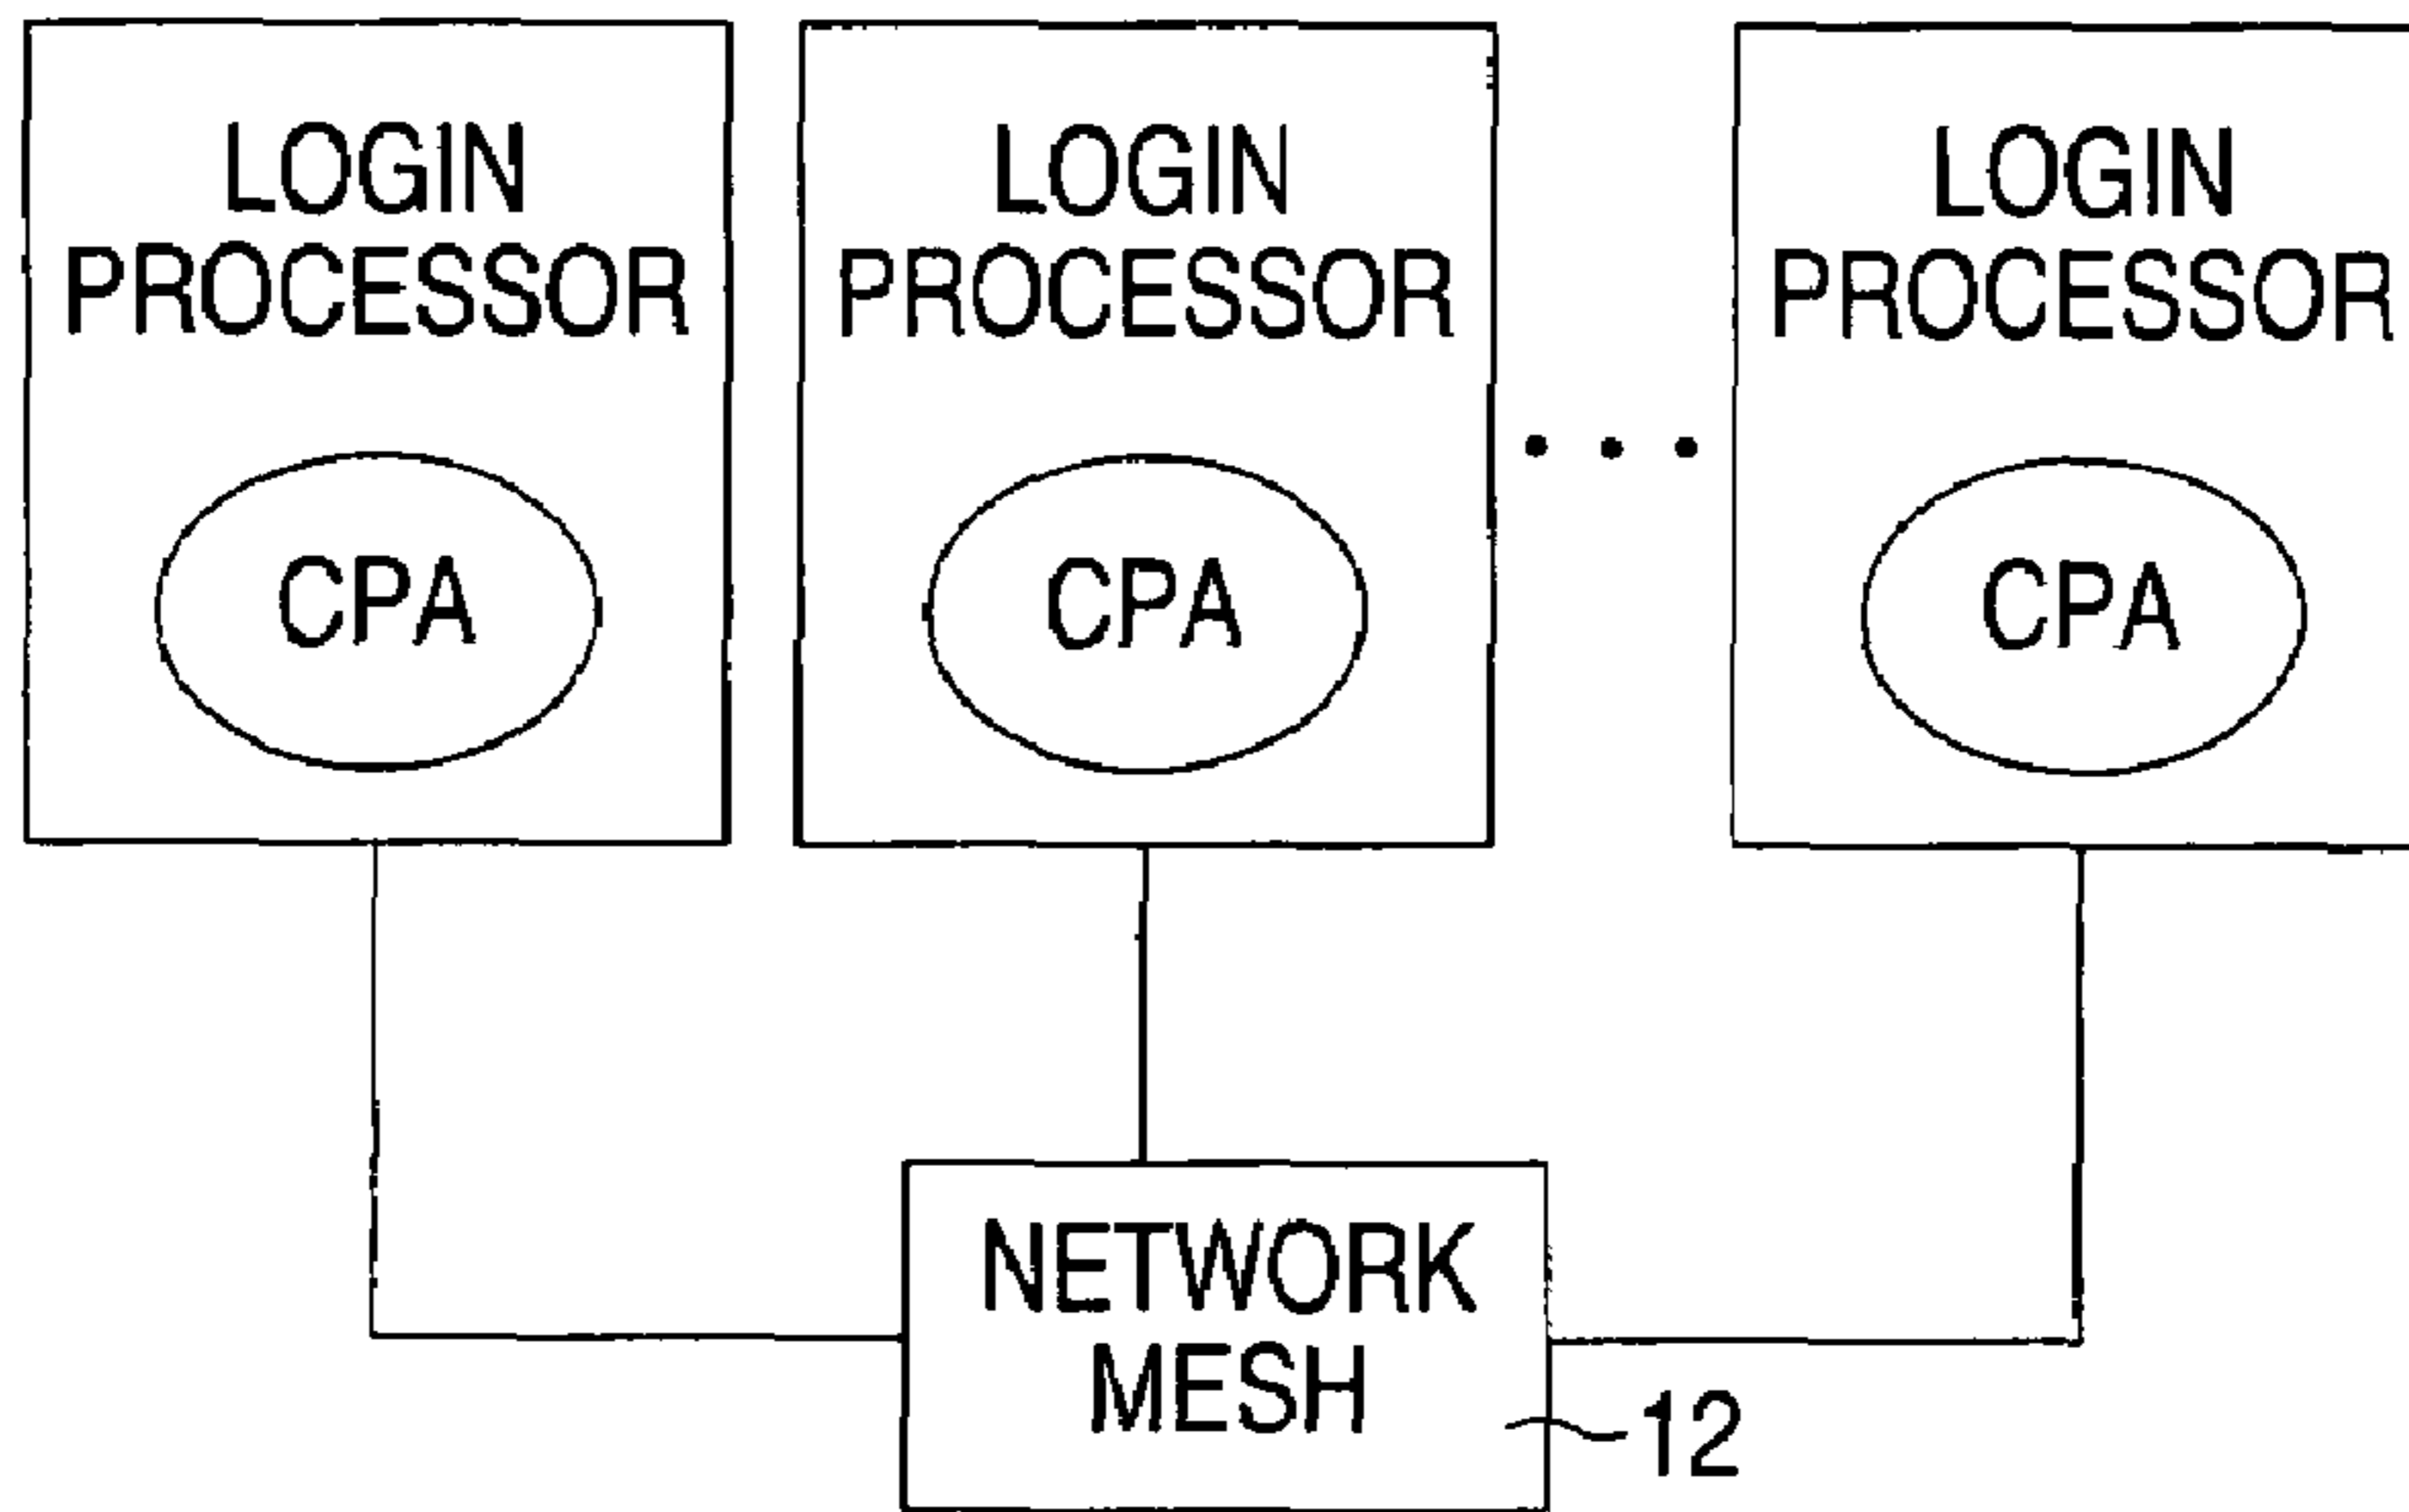 LOGIN
PROCESSOR
CPA
LOGIN
PROCESSOR
CPA
LOGIN
PROCESSOR
CPA
NETWORK
MESH
12